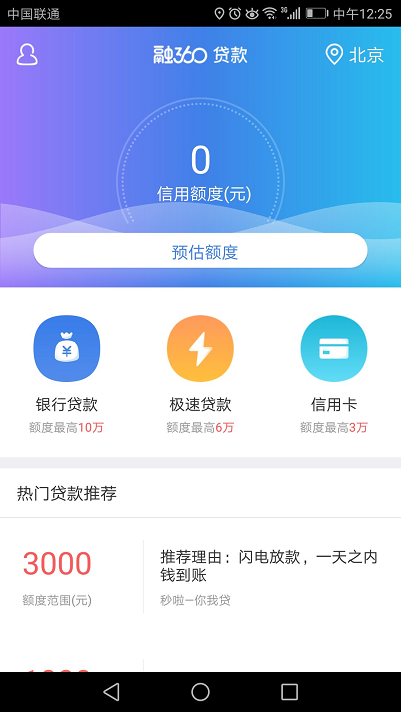 中国联通
3G
中午12:25
融360 贷款
北京
0
信用额度(元)
预估额度
¥
银行贷款
极速贷款
信用卡
额度最高10万
额度最高6万
额度最高3万
热门贷款推荐
3000
额度范围(元)
推荐理由：闪电放款，一天之内
钱到账
秒啦—你我贷